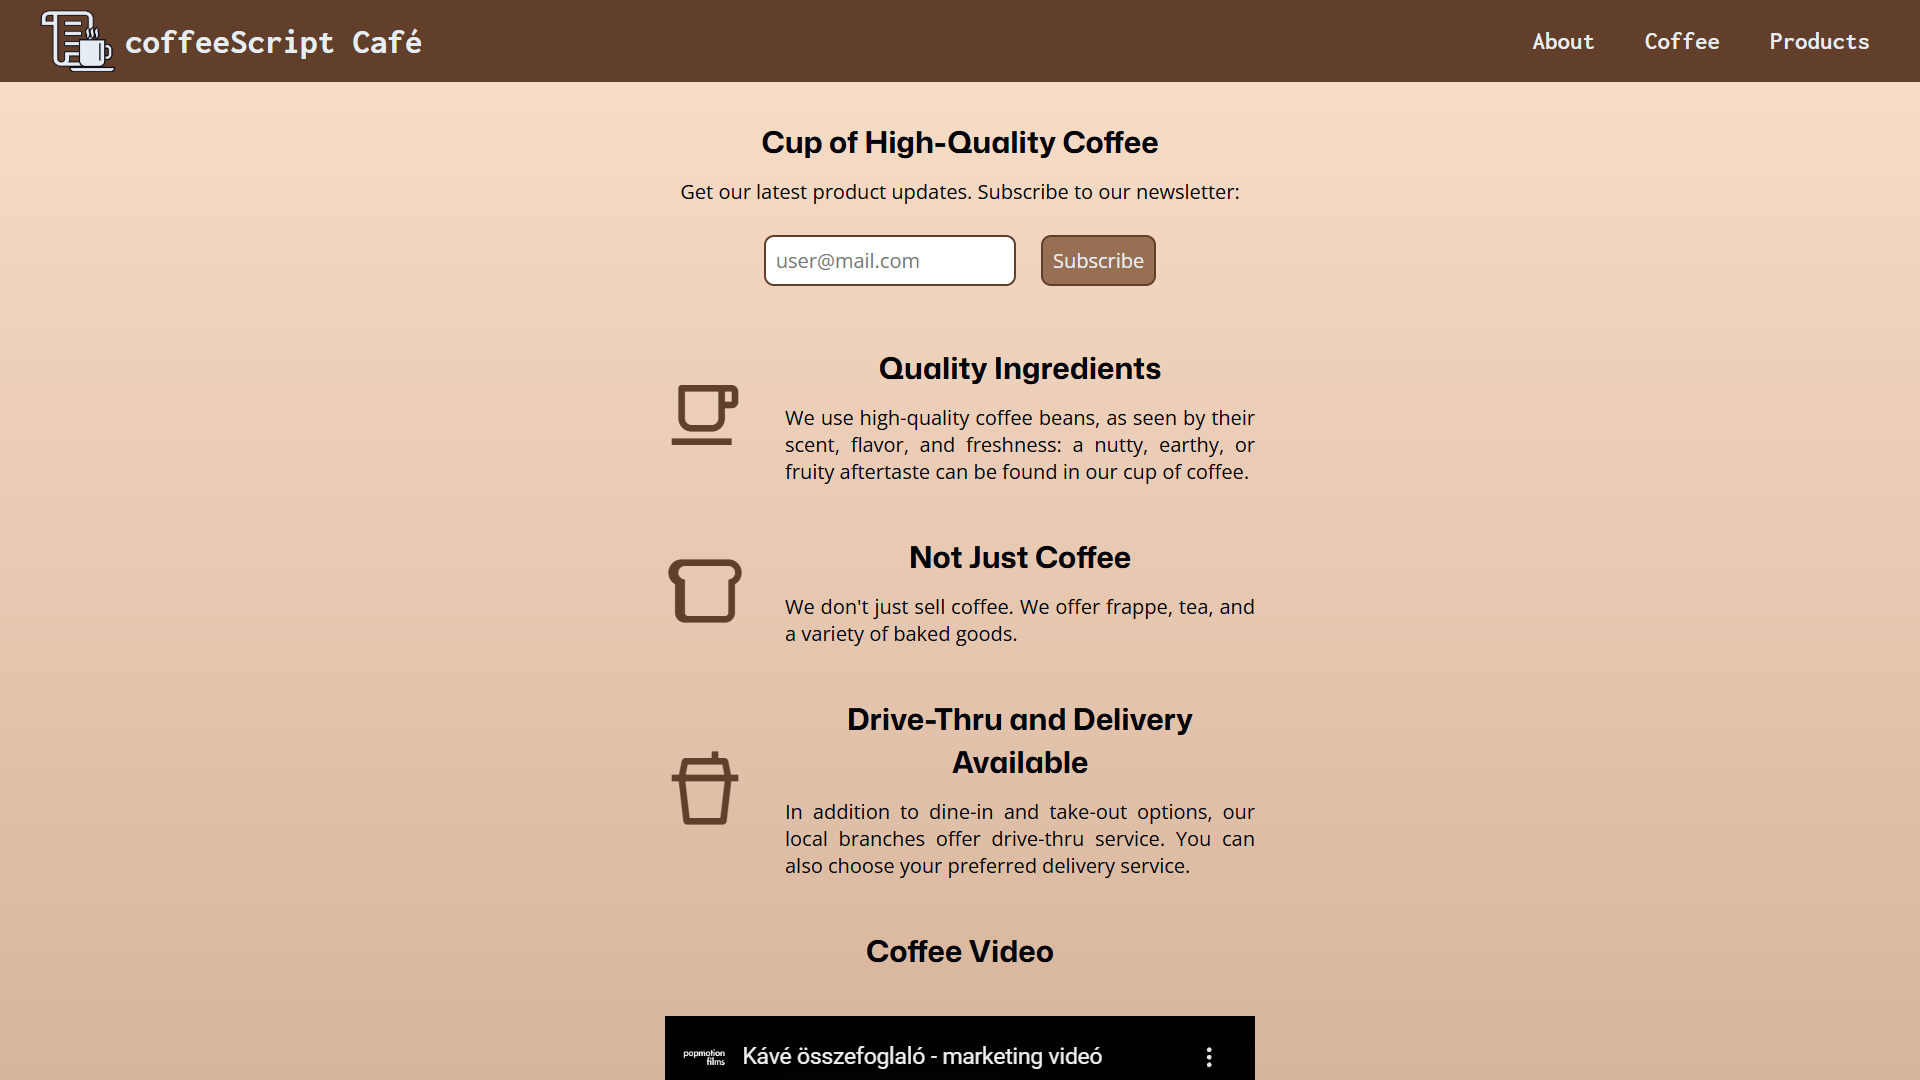 coffeeScript Café
About
Coffee
Products
Cup of High-Quality Coffee
Get our latest product updates. Subscribe to our newsletter:
user@mail.com
Subscribe
Quality Ingredients
We use high-quality coffee beans, as seen by their
scent, flavor, and freshness: a nutty, earthy, or
fruity aftertaste can be found in our cup of coffee.
Not Just Coffee
We don't just sell coffee. We offer frappe, tea, and
a variety of baked goods.
Drive-Thru and Delivery
Available
In addition to dine-in and take-out options, our
local branches offer drive-thru service. You can
also choose your preferred delivery service.
Coffee Video
popmotion
films
Kávé összefoglaló - marketing videó